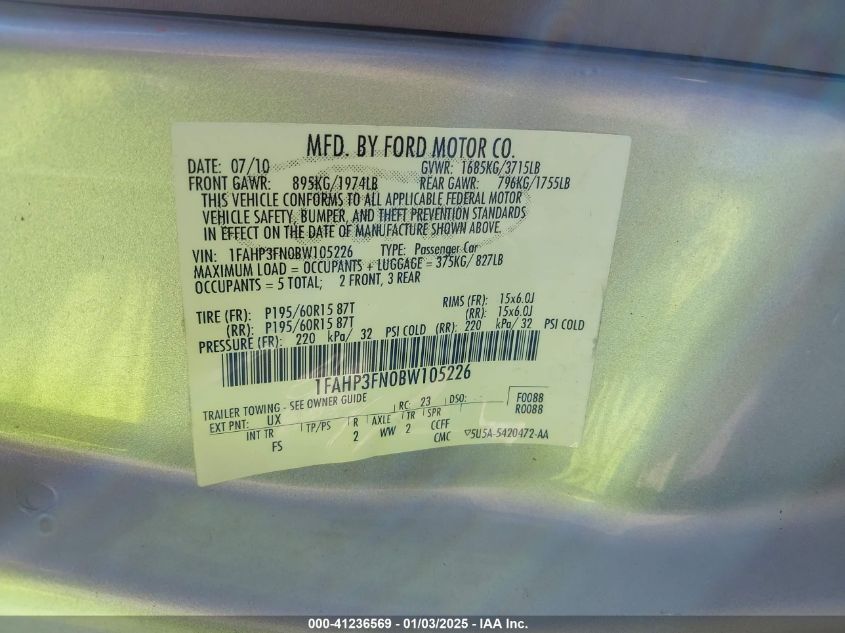 MFD. BY FORD MOTOR CO.
DATE: 07/10 GVWR: 1685KG/3715LB
FRONT GAWR: 895KG/1974LB REAR GAWR: 796KG/1755LB
THIS VEHICLE CONFORMS TO ALL APPLICABLE FEDERAL MOTOR
VEHICLE SAFETY, BUMPER, AND THEFT PREVENTION STANDARDS
IN EFFECT ON THE DATE OF MANUFACTURE SHOWN ABOVE.
VIN: 1FAHP3FN0BW105226 TYPE: Passenger Car
MAXIMUM LOAD = OCCUPANTS + LUGGAGE = 375KG/ 827LB
OCCUPANTS = 5 TOTAL; 2 FRONT, 3 REAR
TIRE (FR): P195/60R15 87T RIMS (FR): 15x6.0J
(RR): P195/60R15 87T (RR): 15x6.0J
PRESSURE (FR): 220 kPa/ 32 PSI COLD (RR): 220 kPa/ 32 PSI COLD
1FAHP3FN0BW105226
TRAILER TOWING - SEE OWNER GUIDE RC: 23 DSO: F0088
EXT PNT: UX R0088
INT TR TP/PS R AXLE TR SPR
FS 2 WW 2 CCFF
CMC ▽5U5A-5420472-AA
000-41236569 — 01/03/2025 — IAA Inc.